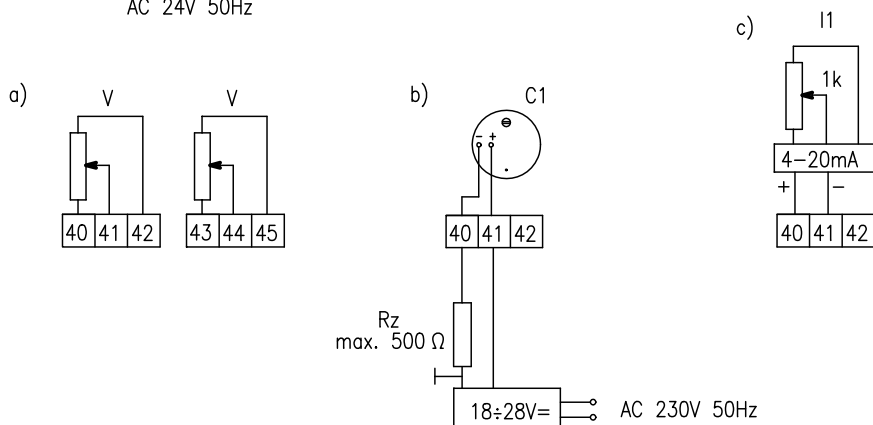 AC 24V 50Hz
a)
V
V
40 41 42
43 44 45
b)
C1
- +
40 41 42
Rz
max. 500 Ω
18÷28V=
AC 230V 50Hz
c)
I1
1k
4–20mA
+ –
40 41 42